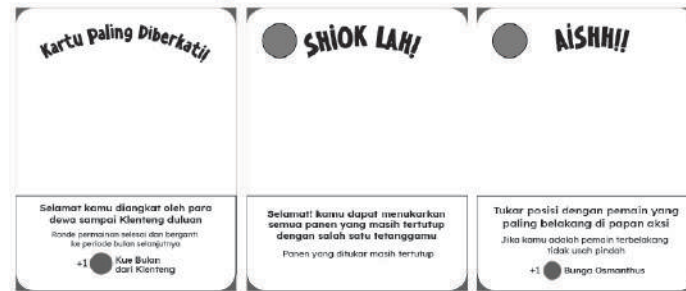 Kartu Paling Diberkati!
Selamat kamu diangkat oleh para
dewa sampai Klenteng duluan
Ronde permainan selesai dan berganti
ke periode bulan selanjutnya
+1 Kue Bulan
dari Klenteng
SHIOK LAH!
Selamat! kamu dapat menukarkan
semua panen yang masih tertutup
dengan salah satu tetanggamu
Panen yang ditukar masih tertutup
AiSHH!!
Tukar posisi dengan pemain yang
paling belakang di papan aksi
Jika kamu adalah pemain terbelakang
tidak usah pindah
+1 Bunga Osmanthus